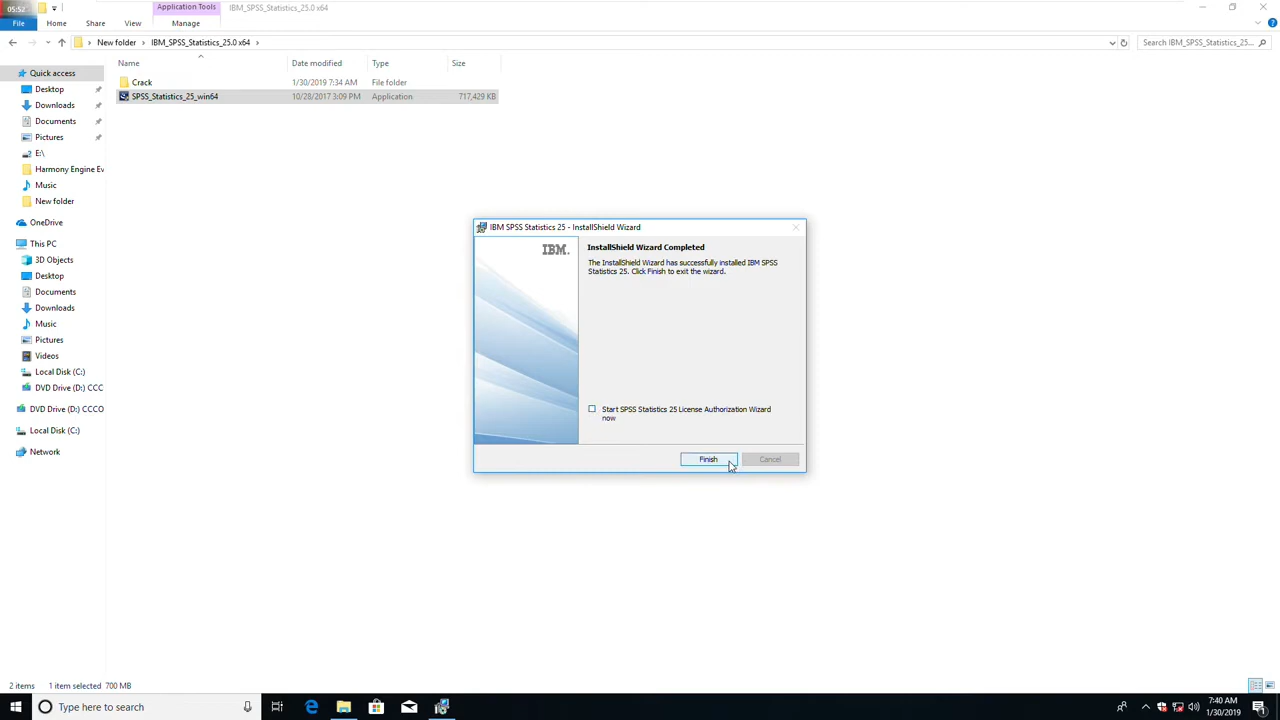 05:52
Application Tools
IBM_SPSS_Statistics_25.0 x64
File
Home
Share
View
Manage
New folder
IBM_SPSS_Statistics_25.0 x64
Search IBM_SPSS_Statistics_25...
Name
Date modified
Type
Size
Crack
1/30/2019 7:34 AM
File folder
SPSS_Statistics_25_win64
10/28/2017 3:09 PM
Application
717,429 KB
Quick access
Desktop
Downloads
Documents
Pictures
E:\
Harmony Engine Ev
Music
New folder
OneDrive
This PC
3D Objects
Desktop
Documents
Downloads
Music
Pictures
Videos
Local Disk (C:)
DVD Drive (D:) CCC
DVD Drive (D:) CCCO
Local Disk (C:)
Network
IBM SPSS Statistics 25 - InstallShield Wizard
IBM.
InstallShield Wizard Completed
The InstallShield Wizard has successfully installed IBM SPSS
Statistics 25. Click Finish to exit the wizard.
Start SPSS Statistics 25 License Authorization Wizard
now
Finish
Cancel
2 items
1 item selected 700 MB
Type here to search
7:40 AM
1/30/2019
1